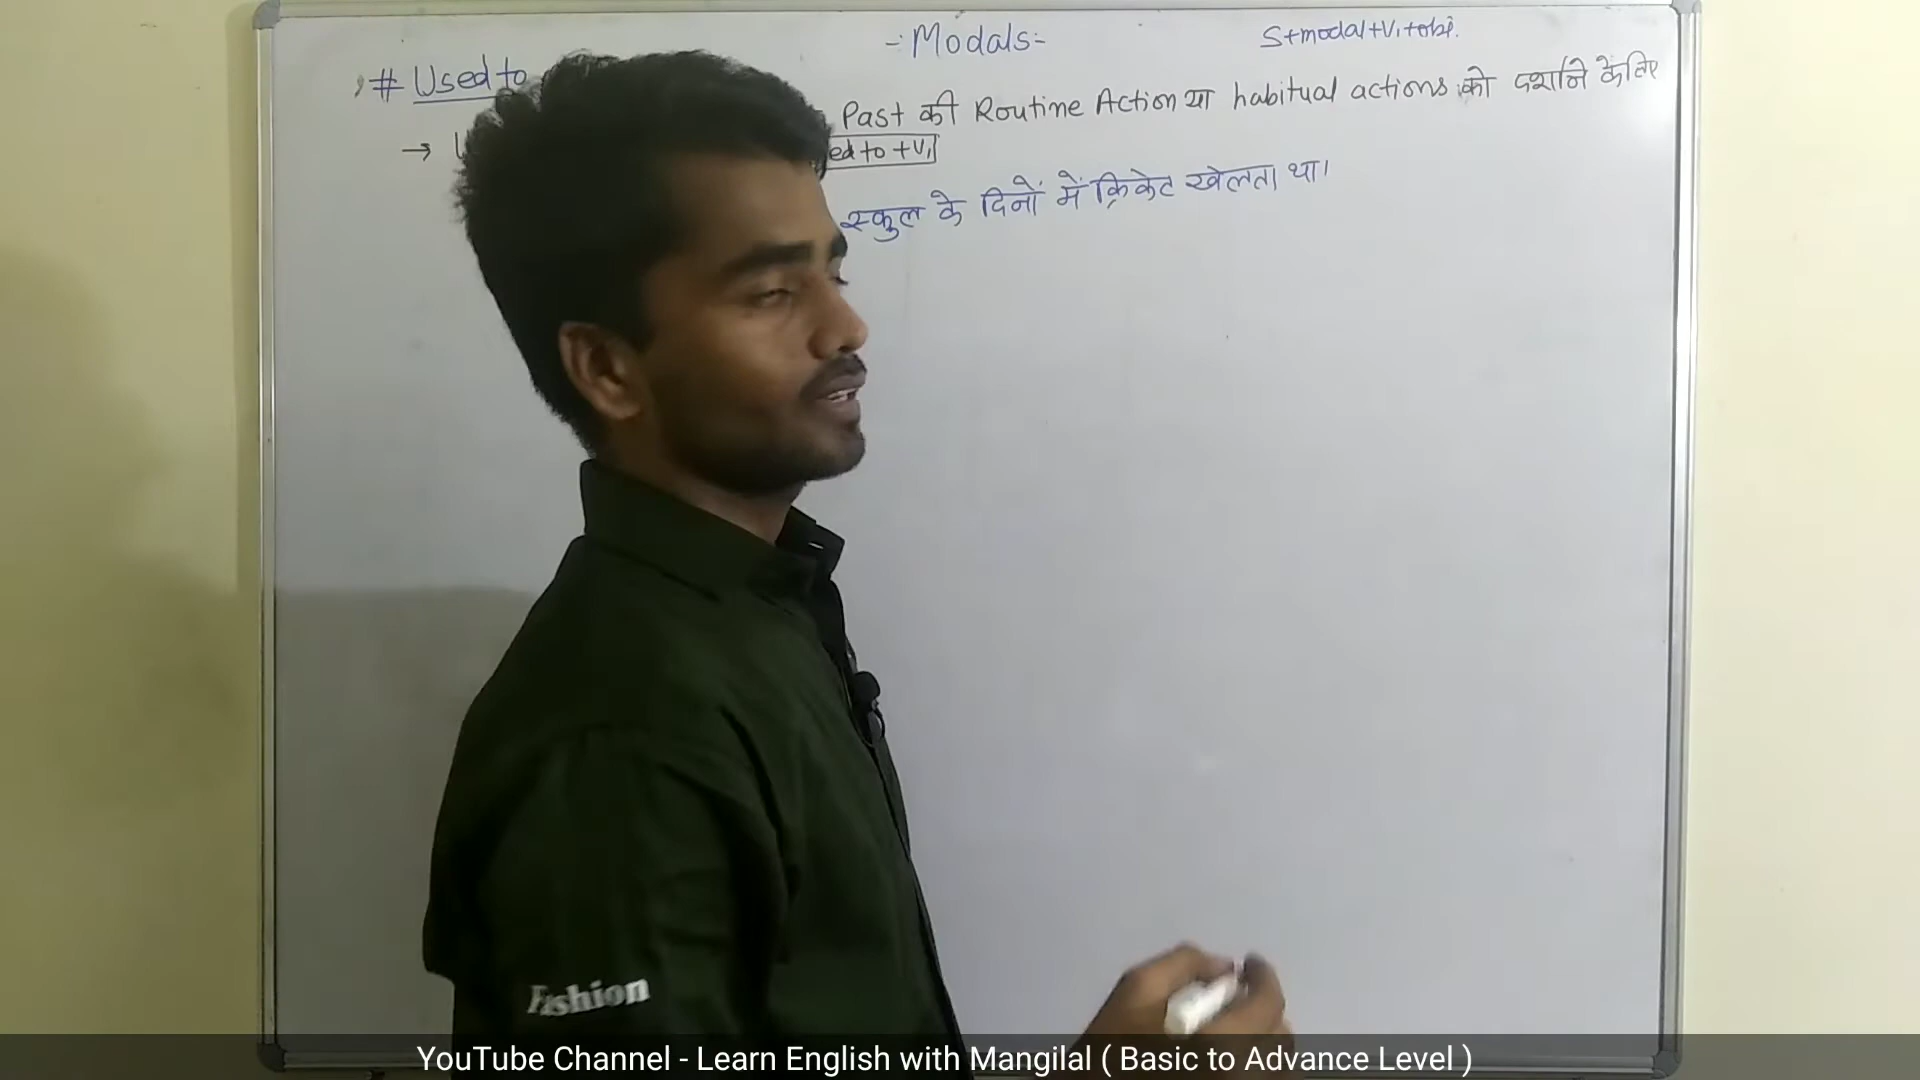 -: Modals:-
S+modal+V₁+obj.
# Used to
Past की Routine Action या habitual actions को दर्शाने के लिए
→ U
ed to + V₁
स्कूल के दिनों में क्रिकेट खेलता था।
Fashion
YouTube Channel - Learn English with Mangilal ( Basic to Advance Level )